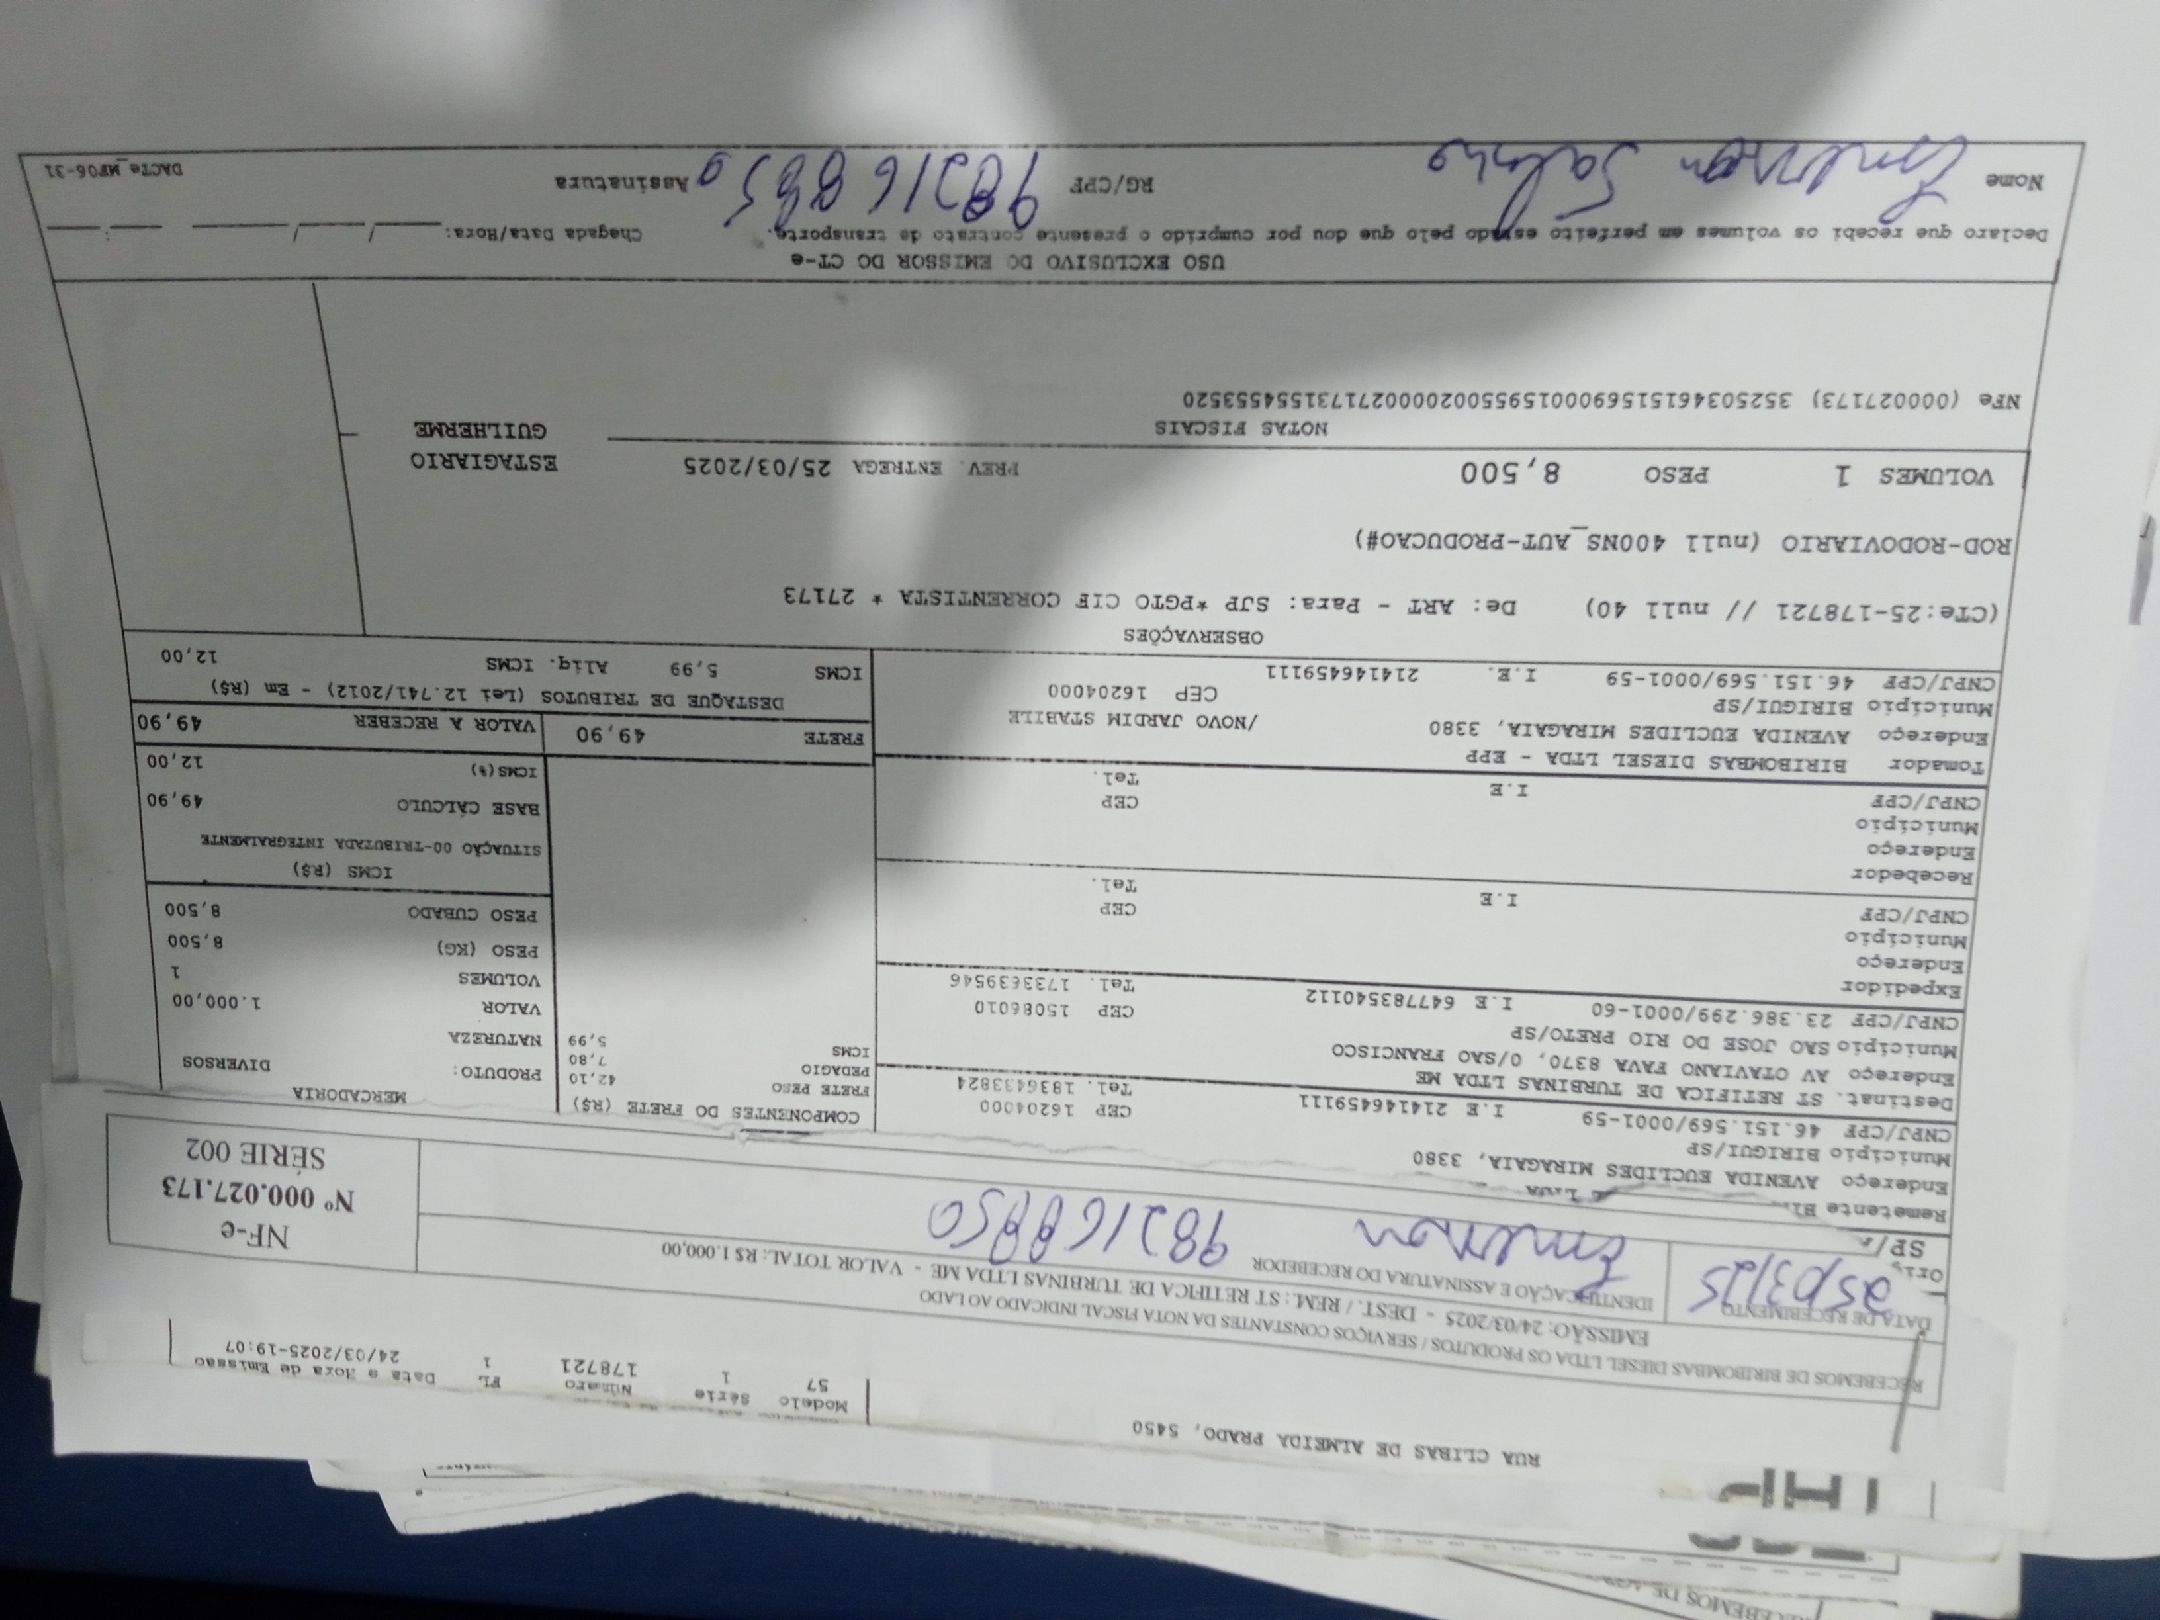 RUA CLIBAS DE ALMEIDA PRADO, 5450
Modelo Série Número FL Data e Hora de Emissão
57 1 178721 1 24/03/2025-19:07
RECEBEMOS DE BIRIBOMBAS DIESEL LTDA OS PRODUTOS / SERVIÇOS CONSTANTES DA NOTA FISCAL INDICADO AO LADO
EMISSÃO: 24/03/2025 - DEST. / REM.: ST RETIFICA DE TURBINAS LTDA ME - VALOR TOTAL: R$ 1.000,00
DATA DE RECEBIMENTO IDENTIFICAÇÃO E ASSINATURA DO RECEBEDOR
25/03/25 Emerson 982168850
NF-e
Nº 000.027.173
SÉRIE 002
Orig
SP/
Remetente
Endereço AVENIDA EUCLIDES MIRAGAIA, 3380
Município BIRIGUI/SP CEP 16204000
CNPJ/CPF 46.151.569/0001-59 I.E 214146459111 Tel. 1836433824
Destinat. ST RETIFICA DE TURBINAS LTDA ME
Endereço AV OTAVIANO FAVA 8370, 0/SAO FRANCISCO
Município SAO JOSE DO RIO PRETO/SP CEP 15086010
CNPJ/CPF 23.386.299/0001-60 I.E 647783540112 Tel. 1733639546
Expedidor
Endereço
Município CEP
CNPJ/CPF I.E Tel.
Recebedor
Endereço
Município CEP
CNPJ/CPF I.E Tel.
Tomador BIRIBOMBAS DIESEL LTDA - EPP
Endereço AVENIDA EUCLIDES MIRAGAIA, 3380 /NOVO JARDIM STABILE
Município BIRIGUI/SP CEP 16204000
CNPJ/CPF 46.151.569/0001-59 I.E. 214146459111
COMPONENTES DO FRETE (R$)
FRETE PESO 42,10
PEDAGIO 7,80
ICMS 5,99
FRETE 49,90
MERCADORIA
PRODUTO: DIVERSOS
NATUREZA
VALOR 1.000,00
VOLUMES 1
PESO (KG) 8,500
PESO CUBADO 8,500
ICMS (R$)
SITUAÇÃO 00-TRIBUTADA INTEGRALMENTE
BASE CÁLCULO 49,90
ICMS(%) 12,00
VALOR A RECEBER 49,90
DESTAQUE DE TRIBUTOS (Lei 12.741/2012) - Em (R$)
ICMS 5,99 Aliq. ICMS 12,00
OBSERVAÇÕES
(CTe:25-178721 // null 40) De: ART - Para: SJP *PGTO CIF CORRENTISTA * 27173
ROD-RODOVIARIO (null 400NS_AUT-PRODUCAO#)
VOLUMES 1 PESO 8,500 PREV. ENTREGA 25/03/2025 ESTAGIARIO
GUILHERME
NOTAS FISCAIS
NFe (000027173) 35250346151569000159550020000271731554553520
USO EXCLUSIVO DO EMISSOR DO CT-e
Declaro que recebi os volumes em perfeito estado pelo que dou por cumprido o presente contrato de transporte. Chegada Data/Hora: ____/____/____ ___:___
Nome Emerson RG/CPF 982168850 Assinatura
DACTe_MF06-31